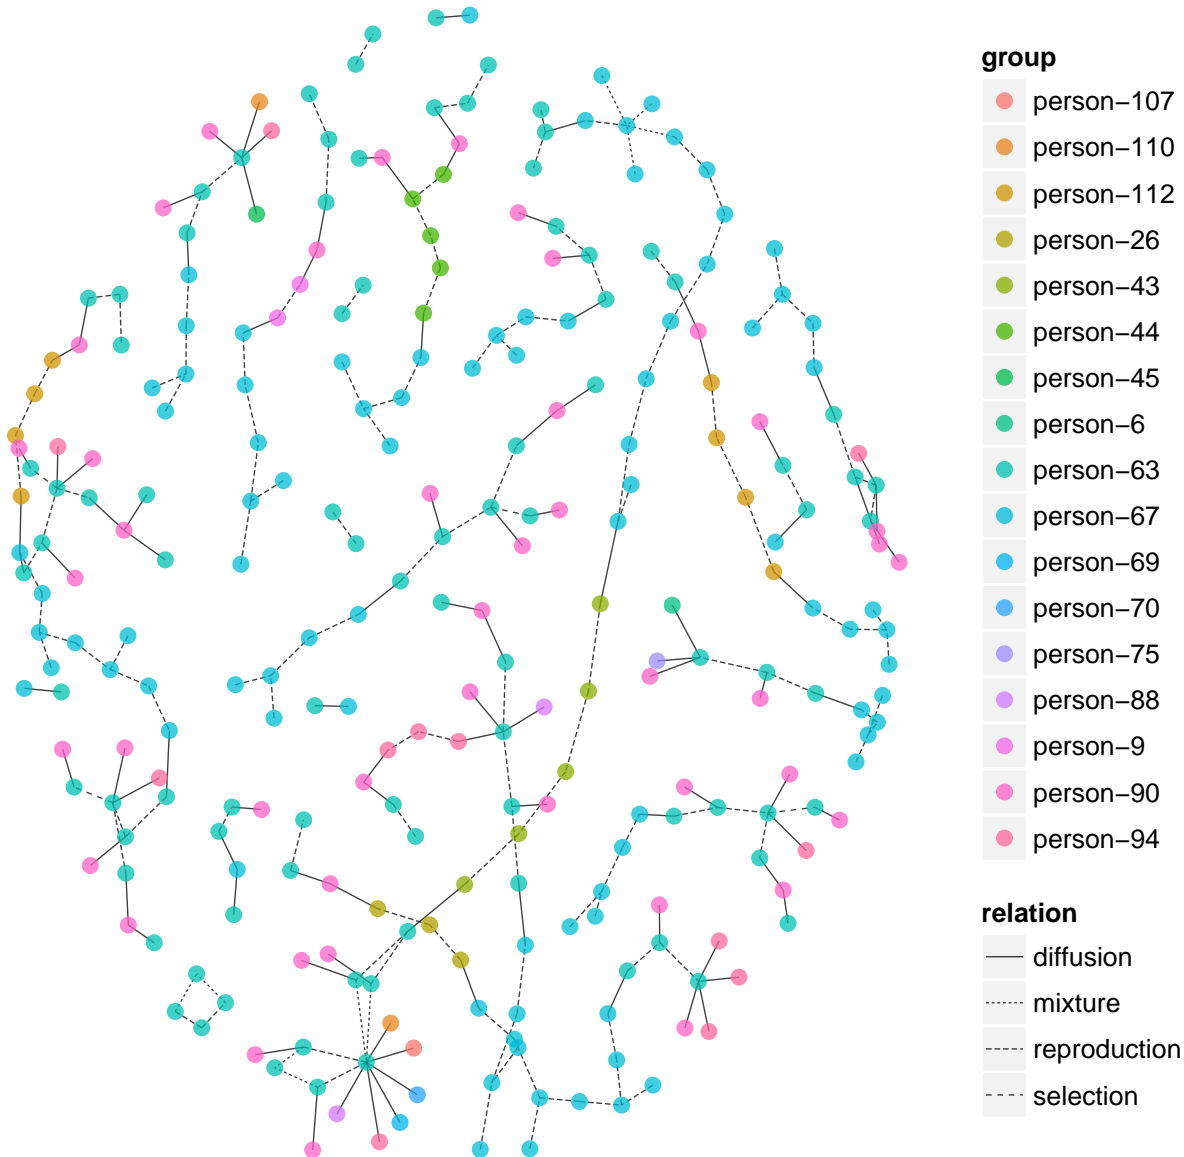 group
person−107
person−110
person−112
person−26
person−43
person−44
person−45
person−6
person−63
person−67
person−69
person−70
person−75
person−88
person−9
person−90
person−94
relation
diffusion
mixture
reproduction
selection